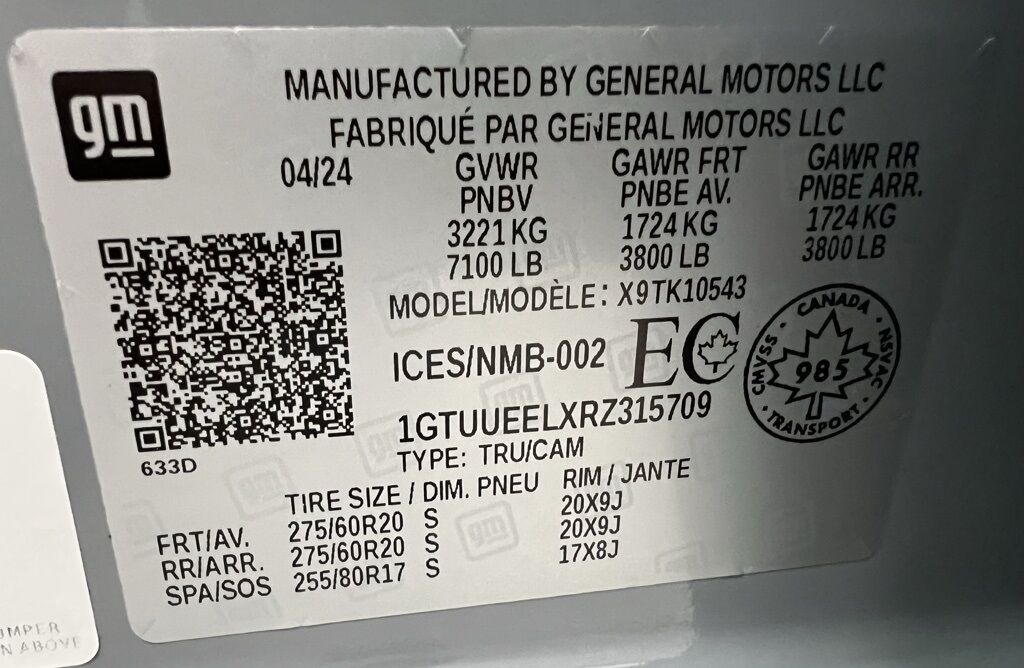 gm
MANUFACTURED BY GENERAL MOTORS LLC
FABRIQUÉ PAR GENERAL MOTORS LLC
04/24 GVWR GAWR FRT GAWR RR
PNBV PNBE AV. PNBE ARR.
3221 KG 1724 KG 1724 KG
7100 LB 3800 LB 3800 LB
MODEL/MODÈLE: X9TK10543
ICES/NMB-002 EC
CANADA
CMVSS · NSVAC
985
TRANSPORT
1GTUUEELXRZ315709
TYPE: TRU/CAM
633D
TIRE SIZE / DIM. PNEU RIM / JANTE
FRT/AV. 275/60R20 S 20X9J
RR/ARR. 275/60R20 S 20X9J
SPA/SOS 255/80R17 S 17X8J
N ABOVE